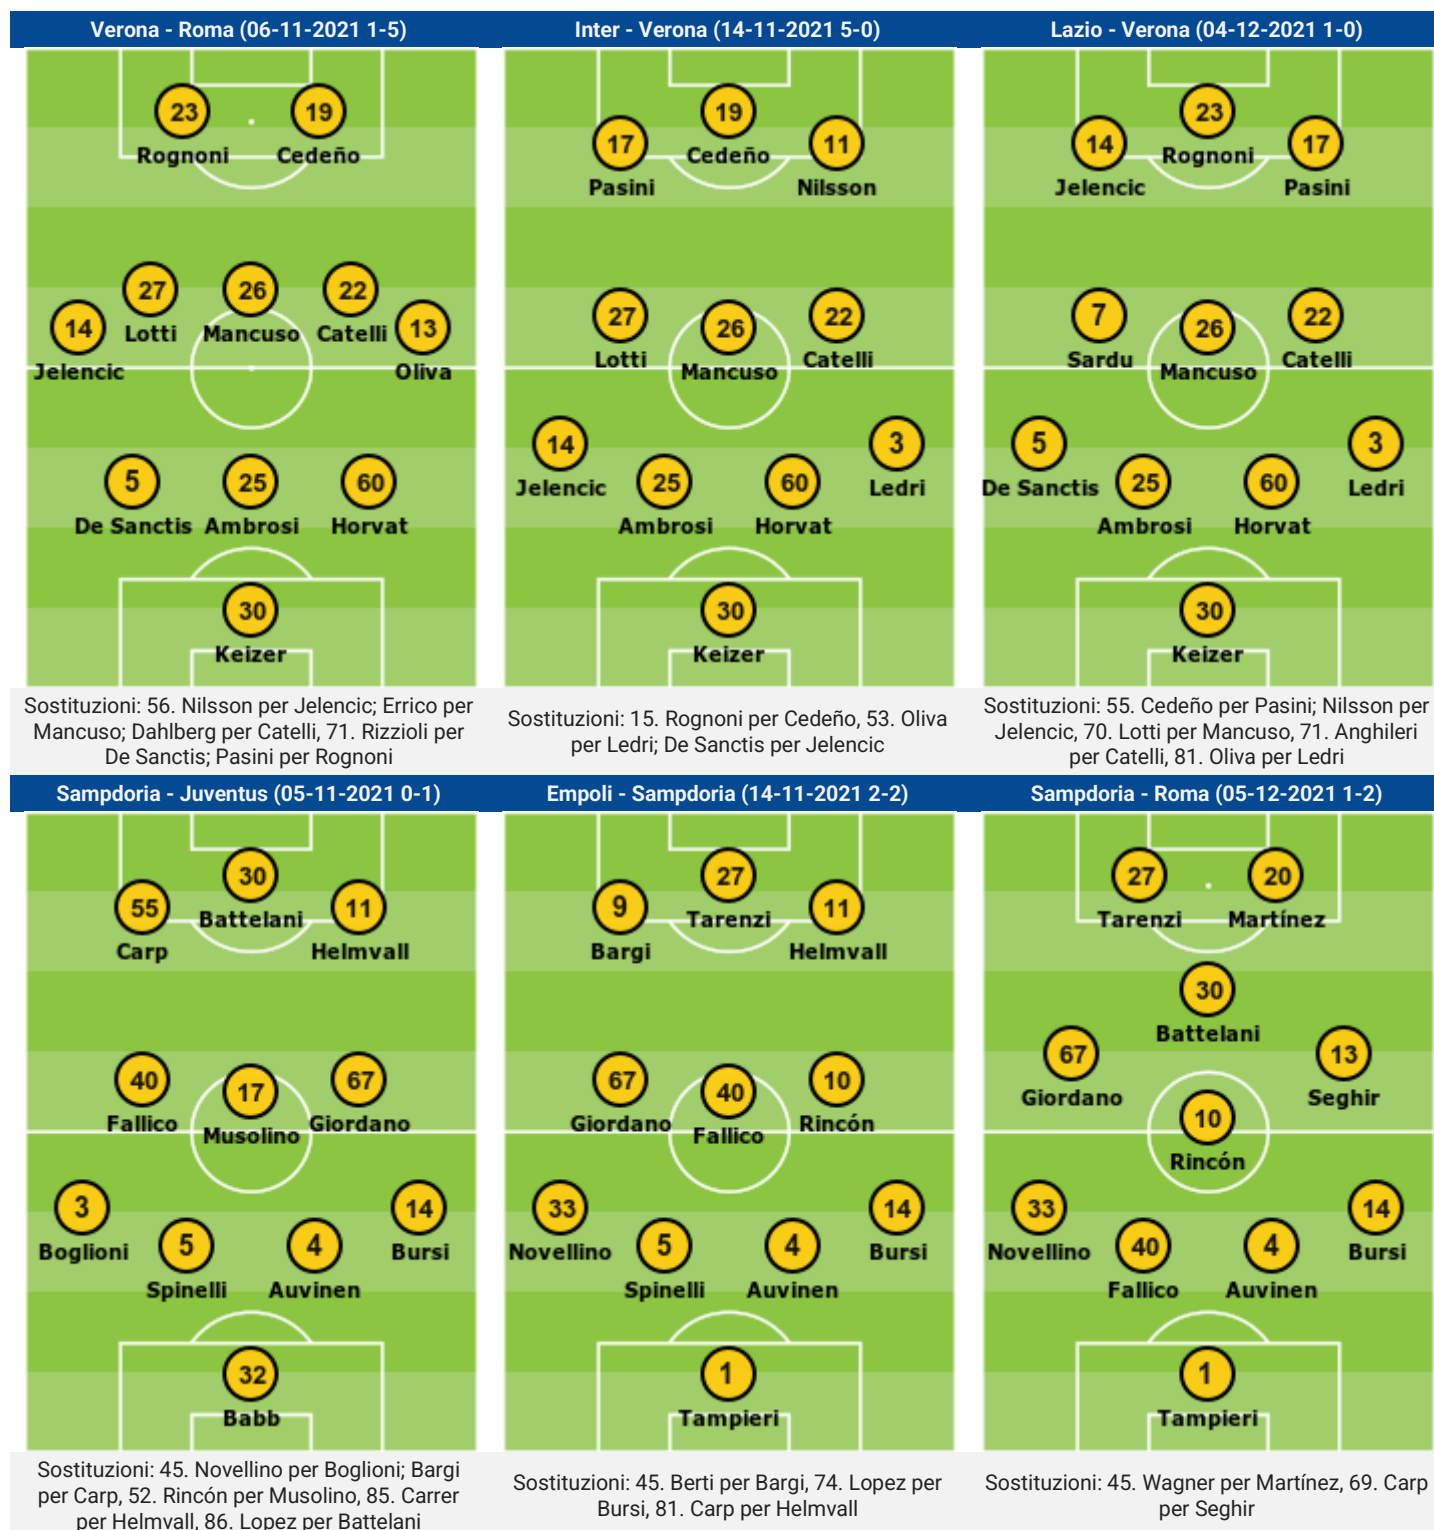 Verona - Roma (06-11-2021 1-5)
23
19
Rognoni
Cedeño
27
26
22
14
13
Lotti
Mancuso
Catelli
Jelencic
Oliva
5
25
60
De Sanctis
Ambrosi
Horvat
30
Keizer
Sostituzioni: 56. Nilsson per Jelencic; Errico per
Mancuso; Dahlberg per Catelli, 71. Rizzioli per
De Sanctis; Pasini per Rognoni
Inter - Verona (14-11-2021 5-0)
19
17
11
Cedeño
Pasini
Nilsson
27
26
22
Lotti
Mancuso
Catelli
14
3
25
60
Jelencic
Ledri
Ambrosi
Horvat
30
Keizer
Sostituzioni: 15. Rognoni per Cedeño, 53. Oliva
per Ledri; De Sanctis per Jelencic
Lazio - Verona (04-12-2021 1-0)
23
14
17
Rognoni
Jelencic
Pasini
7
26
22
Sardu
Mancuso
Catelli
5
3
25
60
De Sanctis
Ledri
Ambrosi
Horvat
30
Keizer
Sostituzioni: 55. Cedeño per Pasini; Nilsson per
Jelencic, 70. Lotti per Mancuso, 71. Anghileri
per Catelli, 81. Oliva per Ledri
Sampdoria - Juventus (05-11-2021 0-1)
30
55
11
Battelani
Carp
Helmvall
40
17
67
Fallico
Musolino
Giordano
3
14
5
4
Boglioni
Bursi
Spinelli
Auvinen
32
Babb
Sostituzioni: 45. Novellino per Boglioni; Bargi
per Carp, 52. Rincón per Musolino, 85. Carrer
per Helmvall, 86. Lopez per Battelani
Empoli - Sampdoria (14-11-2021 2-2)
27
9
11
Tarenzi
Bargi
Helmvall
67
40
10
Giordano
Fallico
Rincón
33
14
5
4
Novellino
Bursi
Spinelli
Auvinen
1
Tampieri
Sostituzioni: 45. Berti per Bargi, 74. Lopez per
Bursi, 81. Carp per Helmvall
Sampdoria - Roma (05-12-2021 1-2)
27
20
Tarenzi
Martínez
30
Battelani
67
13
Giordano
Seghir
10
Rincón
33
14
40
4
Novellino
Bursi
Fallico
Auvinen
1
Tampieri
Sostituzioni: 45. Wagner per Martínez, 69. Carp
per Seghir